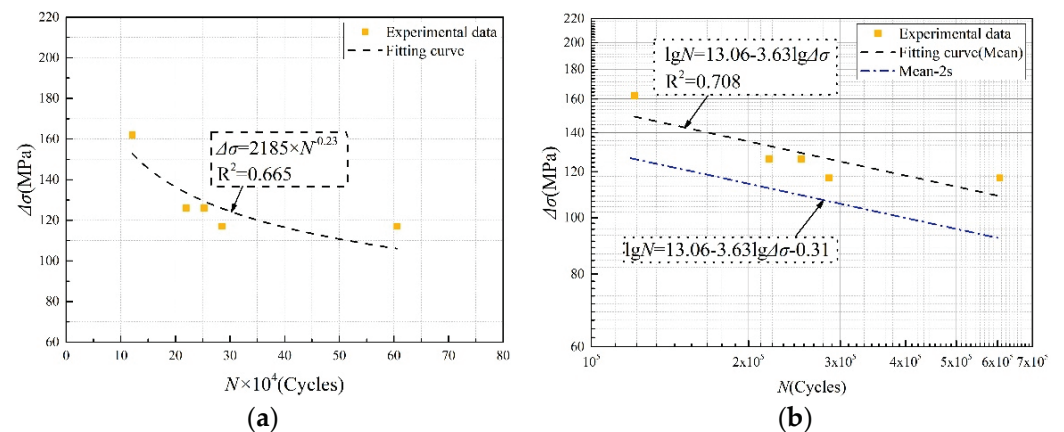 220
200
180
160
140
120
100
80
60
Δσ(MPa)
Experimental data
Fitting curve
Δσ=2185×N^-0.23
R²=0.665
0 10 20 30 40 50 60 70 80
N×10⁴(Cycles)
(a)
220
200
180
160
140
120
100
80
60
Δσ(MPa)
lgN=13.06-3.63lgΔσ
R²=0.708
Experimental data
Fitting curve(Mean)
Mean-2s
lgN=13.06-3.63lgΔσ-0.31
10⁵ 2x10⁵ 3x10⁵ 4x10⁵ 5x10⁵ 6x10⁵ 7x10⁵
N(Cycles)
(b)